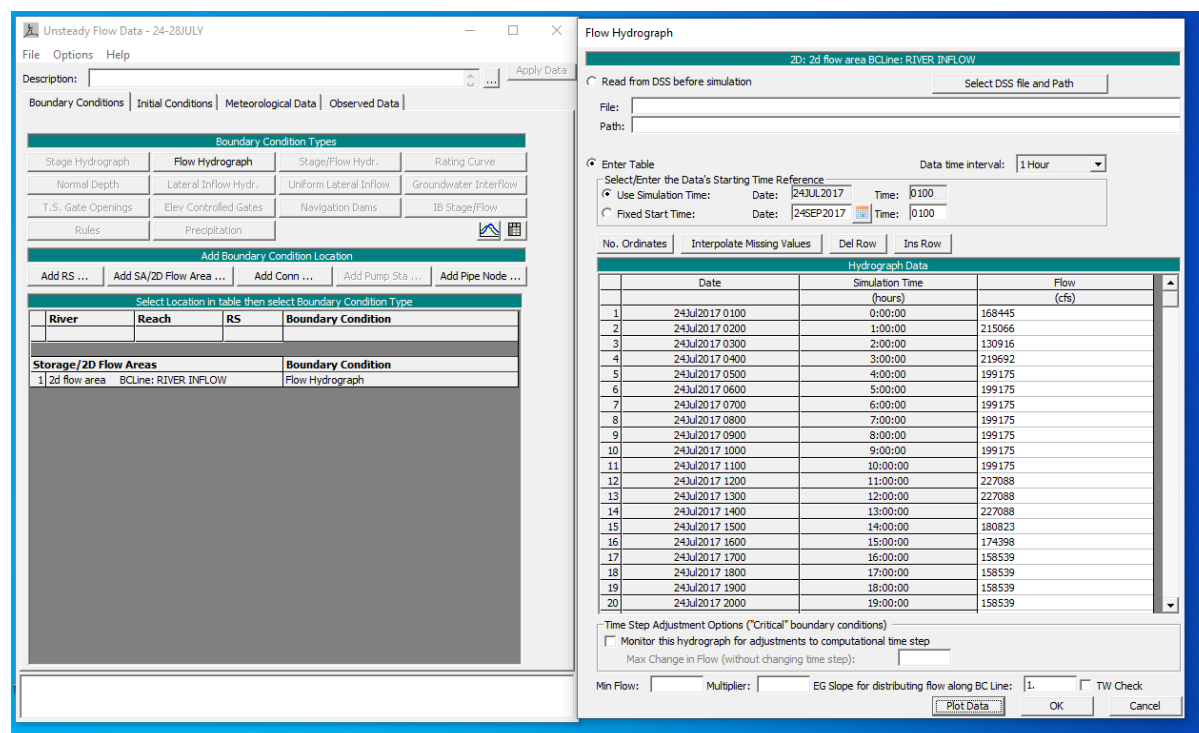 Unsteady Flow Data - 24-28JULY
File Options Help
Description: ... Apply Data
Boundary Conditions Initial Conditions Meteorological Data Observed Data
Boundary Condition Types
Stage Hydrograph Flow Hydrograph Stage/Flow Hydr. Rating Curve
Normal Depth Lateral Inflow Hydr. Uniform Lateral Inflow Groundwater Interflow
T.S. Gate Openings Elev Controlled Gates Navigation Dams IB Stage/Flow
Rules Precipitation
Add Boundary Condition Location
Add RS ... Add SA/2D Flow Area ... Add Conn ... Add Pump Sta ... Add Pipe Node ...
Select Location in table then select Boundary Condition Type
River Reach RS Boundary Condition
Storage/2D Flow Areas Boundary Condition
1 2d flow area BCLine: RIVER INFLOW Flow Hydrograph
Flow Hydrograph
2D: 2d flow area BCLine: RIVER INFLOW
Read from DSS before simulation Select DSS file and Path
File:
Path:
Enter Table Data time interval: 1 Hour
Select/Enter the Data's Starting Time Reference
Use Simulation Time: Date: 24JUL2017 Time: 0100
Fixed Start Time: Date: 24SEP2017 Time: 0100
No. Ordinates Interpolate Missing Values Del Row Ins Row
Hydrograph Data
Date Simulation Time Flow
(hours) (cfs)
1 24Jul2017 0100 0:00:00 168445
2 24Jul2017 0200 1:00:00 215066
3 24Jul2017 0300 2:00:00 130916
4 24Jul2017 0400 3:00:00 219692
5 24Jul2017 0500 4:00:00 199175
6 24Jul2017 0600 5:00:00 199175
7 24Jul2017 0700 6:00:00 199175
8 24Jul2017 0800 7:00:00 199175
9 24Jul2017 0900 8:00:00 199175
10 24Jul2017 1000 9:00:00 199175
11 24Jul2017 1100 10:00:00 199175
12 24Jul2017 1200 11:00:00 227088
13 24Jul2017 1300 12:00:00 227088
14 24Jul2017 1400 13:00:00 227088
15 24Jul2017 1500 14:00:00 180823
16 24Jul2017 1600 15:00:00 174398
17 24Jul2017 1700 16:00:00 158539
18 24Jul2017 1800 17:00:00 158539
19 24Jul2017 1900 18:00:00 158539
20 24Jul2017 2000 19:00:00 158539
Time Step Adjustment Options ("Critical" boundary conditions)
Monitor this hydrograph for adjustments to computational time step
Max Change in Flow (without changing time step):
Min Flow: Multiplier: EG Slope for distributing flow along BC Line: 1. TW Check
Plot Data OK Cancel